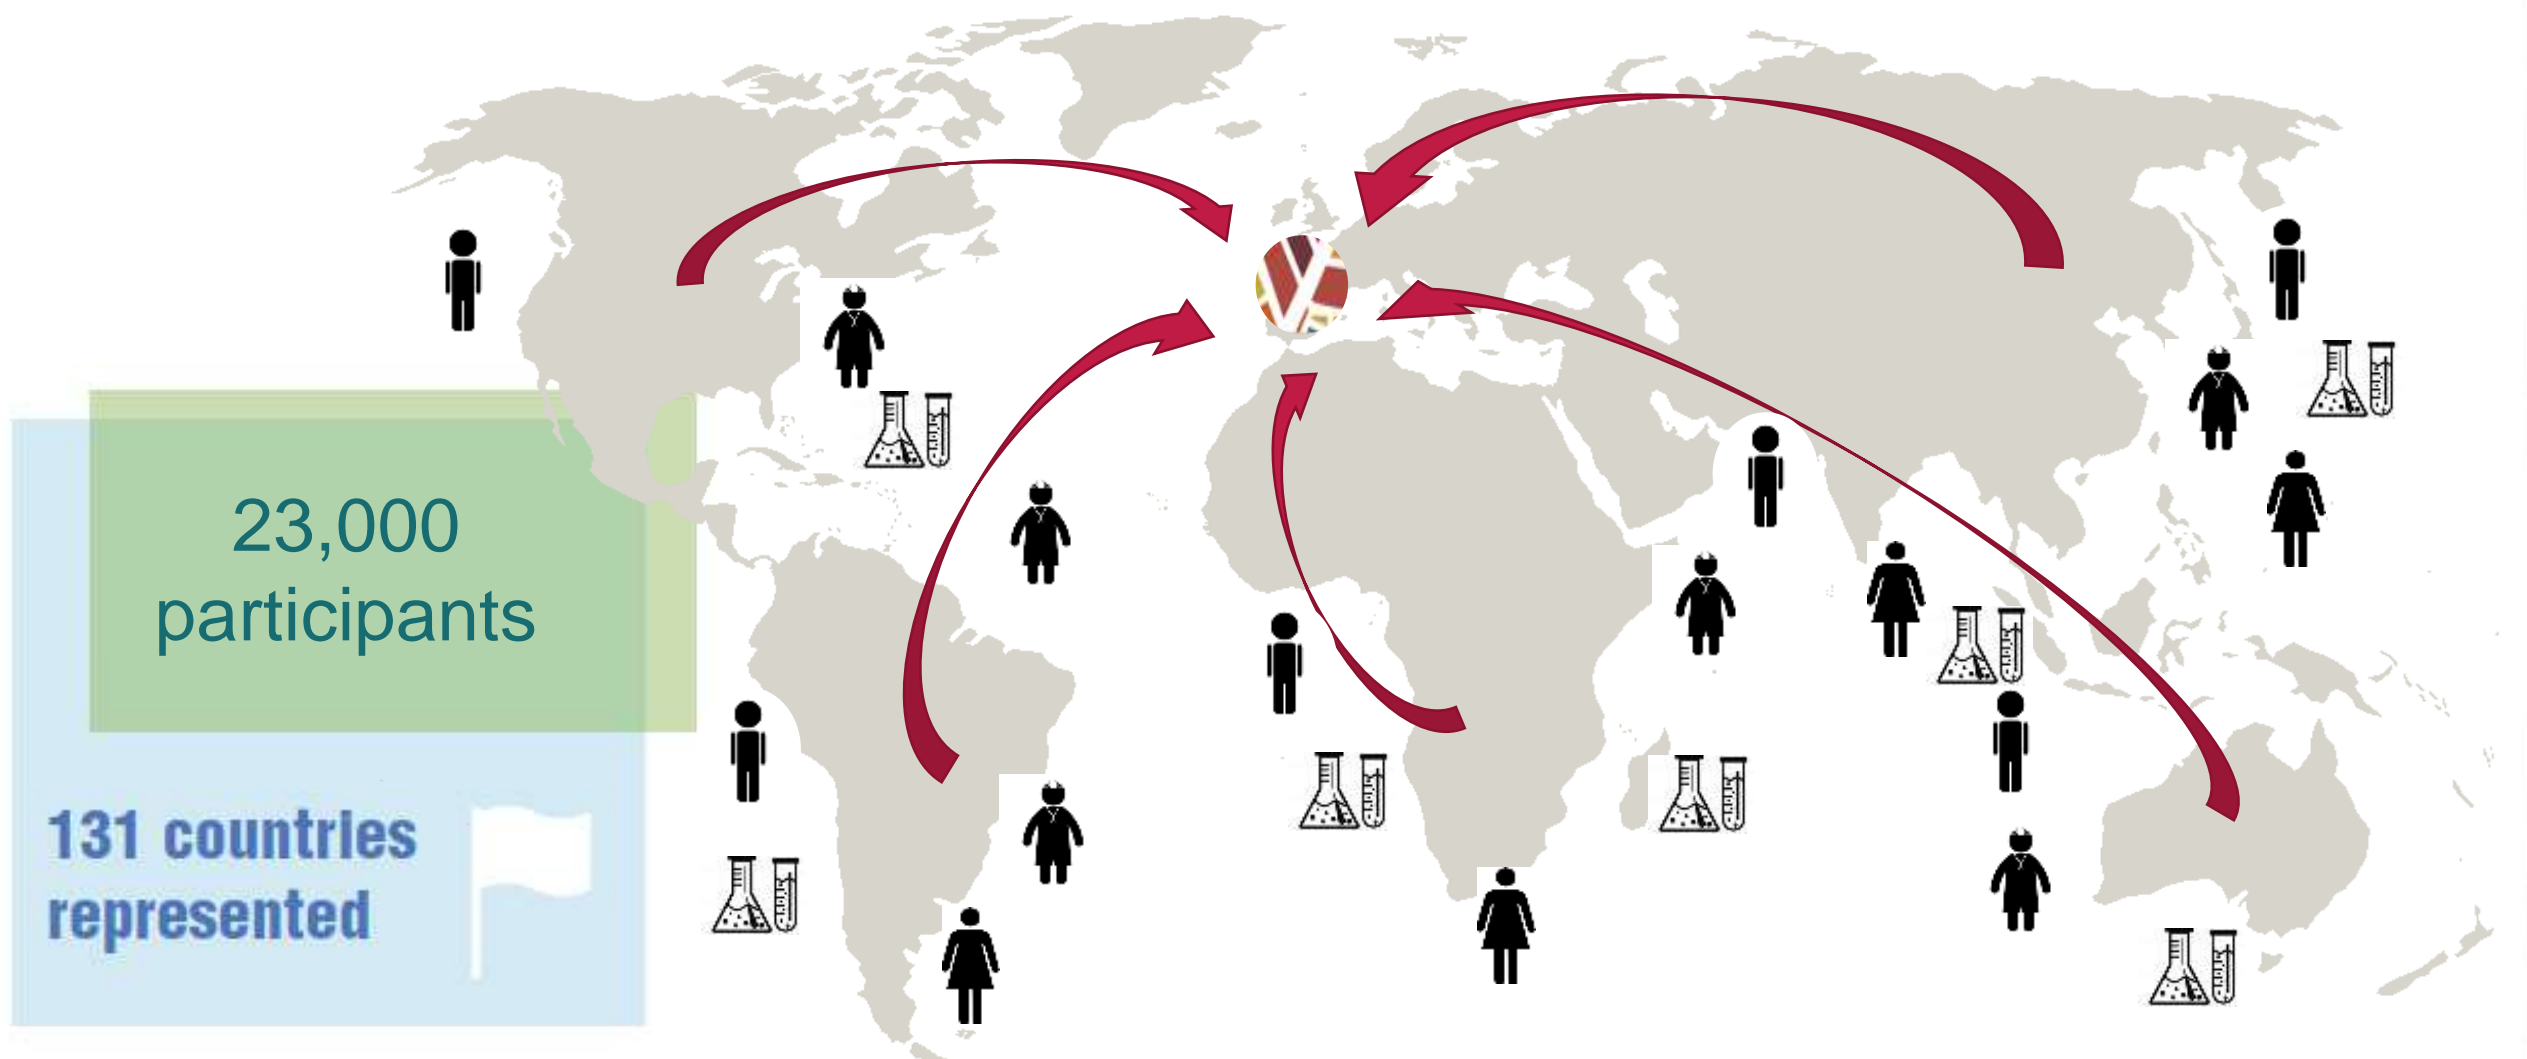 23,000
participants
131 countries
represented